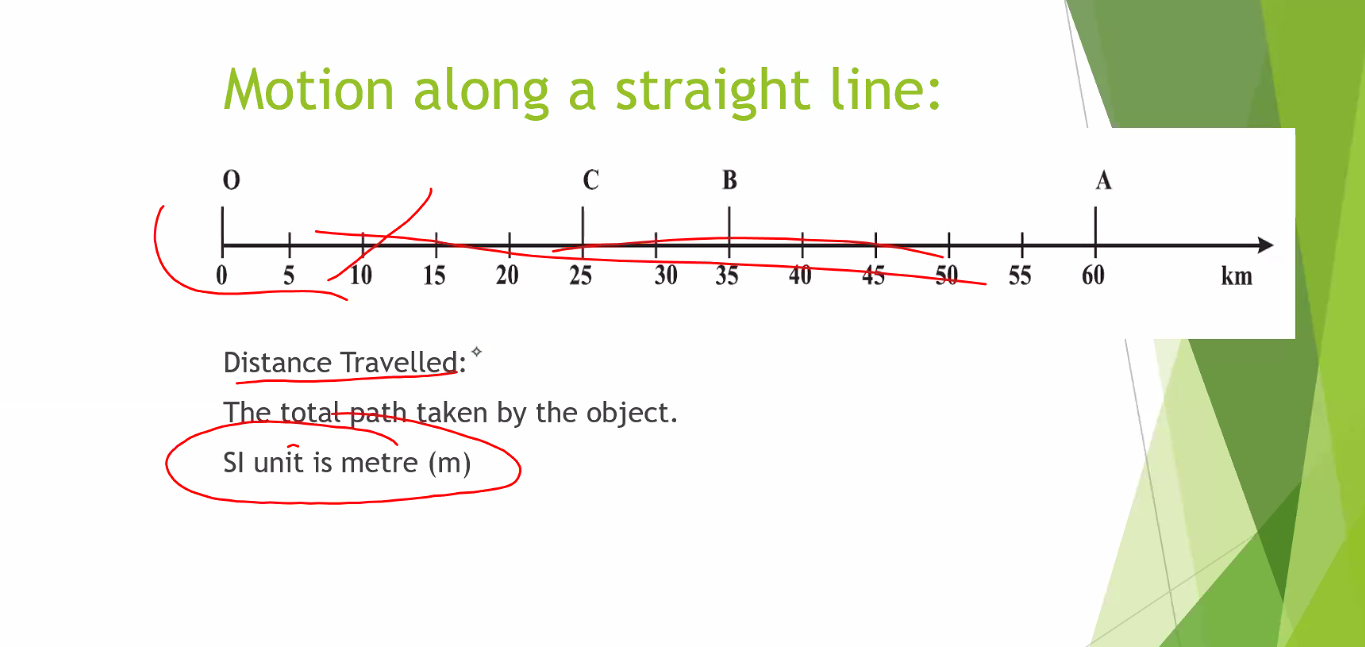 Motion along a straight line:
O C B A
0 5 10 15 20 25 30 35 40 45 50 55 60 km
Distance Travelled:
The total path taken by the object.
SI unit is metre (m)